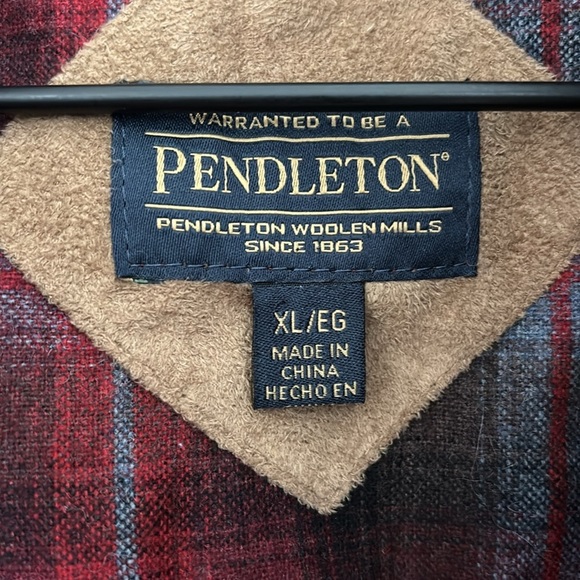 WARRANTED TO BE A
PENDLETON®
PENDLETON WOOLEN MILLS
SINCE 1863
XL/EG
MADE IN
CHINA
HECHO EN